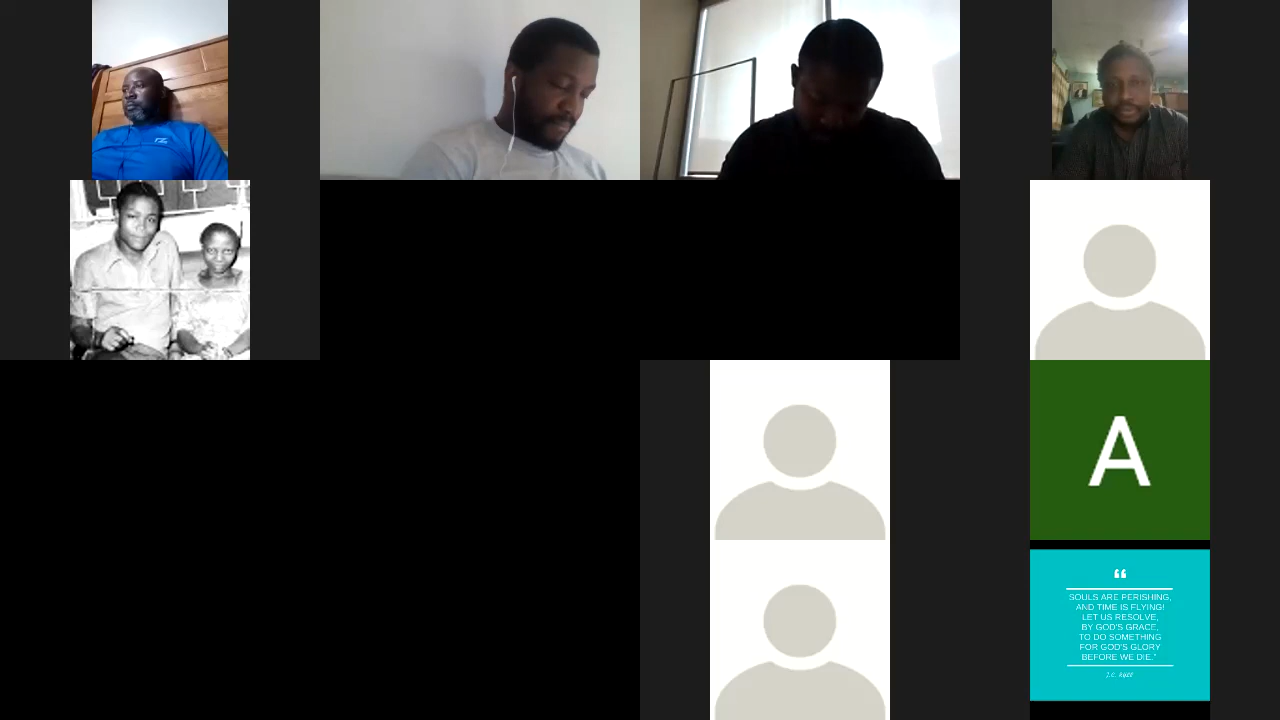 A
“
SOULS ARE PERISHING,
AND TIME IS FLYING!
LET US RESOLVE,
BY GOD'S GRACE,
TO DO SOMETHING
FOR GOD'S GLORY
BEFORE WE DIE."
J.C. RYLE